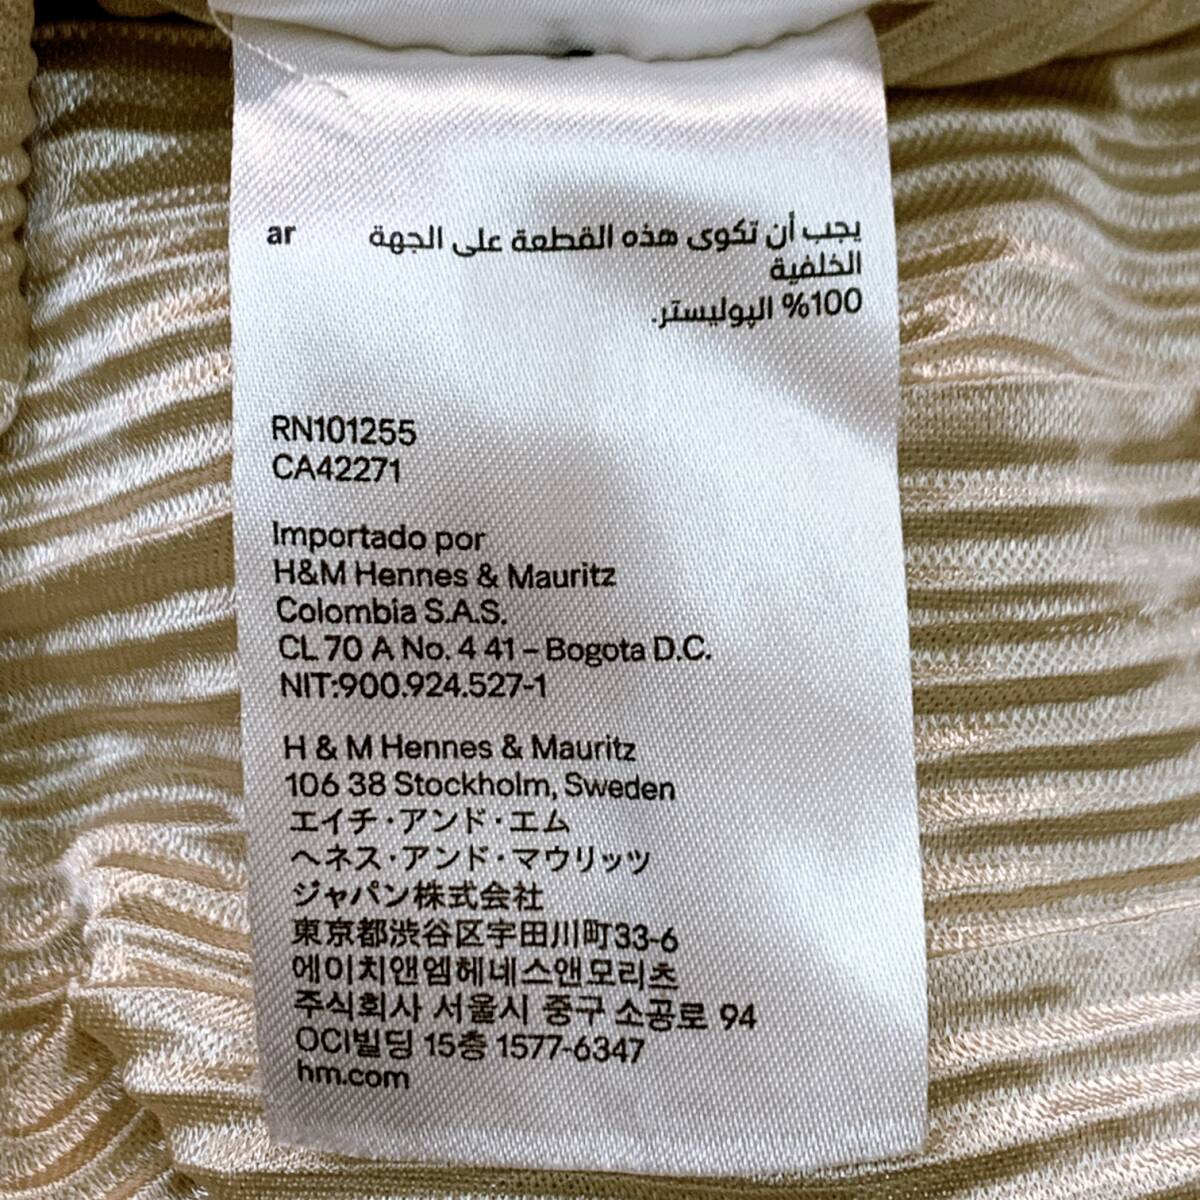 ar
يجب أن تكوى هذه القطعة على الجهة
الخلفية
100% البوليستر.
RN101255
CA42271
Importado por
H&M Hennes & Mauritz
Colombia S.A.S.
CL 70 A No. 4 41 – Bogota D.C.
NIT:900.924.527-1
H & M Hennes & Mauritz
106 38 Stockholm, Sweden
エイチ・アンド・エム
ヘネス・アンド・マウリッツ
ジャパン株式会社
東京都渋谷区宇田川町33-6
에이치앤엠헤네스앤모리츠
주식회사 서울시 중구 소공로 94
OCI빌딩 15층 1577-6347
hm.com